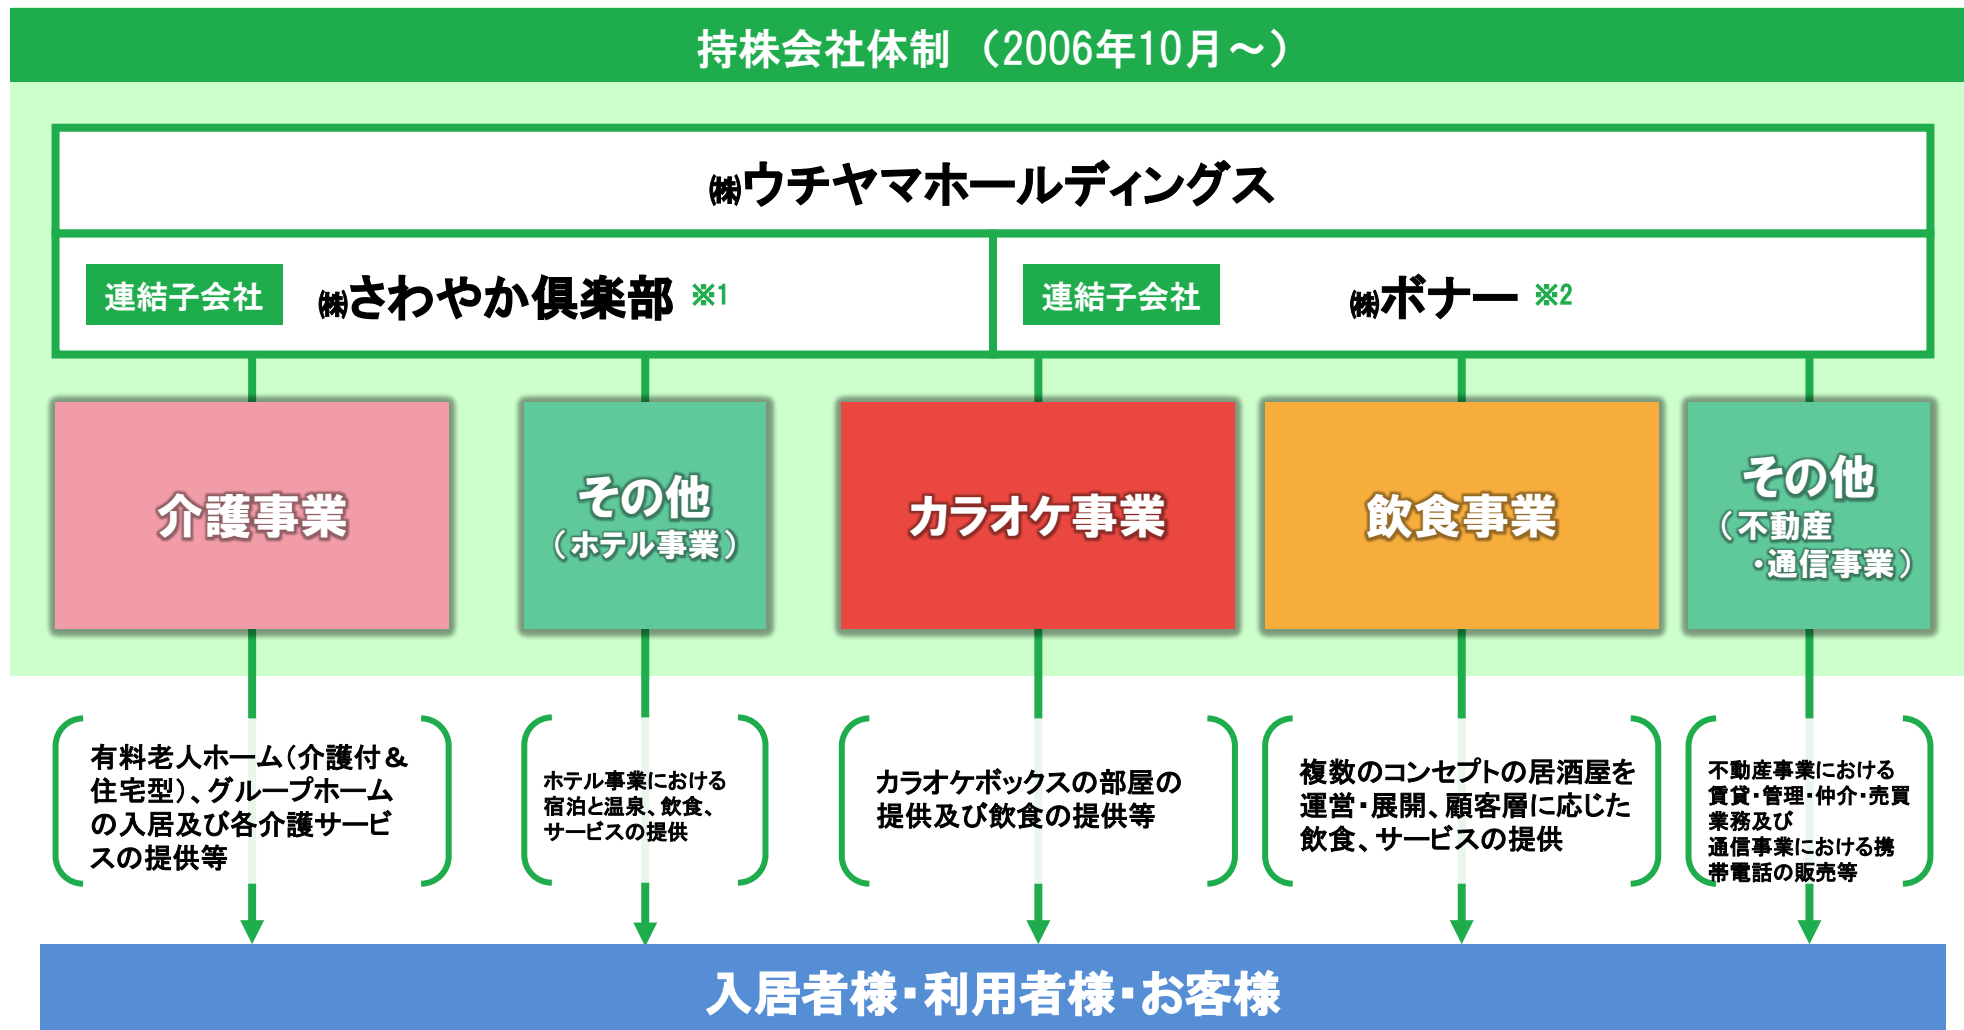 持株会社体制 （2006年10月～）
㈱ウチヤマホールディングス
連結子会社 ㈱さわやか倶楽部 ※1
連結子会社 ㈱ボナー ※2
介護事業
その他
（ホテル事業）
カラオケ事業
飲食事業
その他
（不動産
・通信事業）
有料老人ホーム（介護付＆
住宅型）、グループホーム
の入居及び各介護サービ
スの提供等
ホテル事業における
宿泊と温泉、飲食、
サービスの提供
カラオケボックスの部屋の
提供及び飲食の提供等
複数のコンセプトの居酒屋を
運営・展開、顧客層に応じた
飲食、サービスの提供
不動産事業における
賃貸・管理・仲介・売買
業務及び
通信事業における携
帯電話の販売等
入居者様・利用者様・お客様